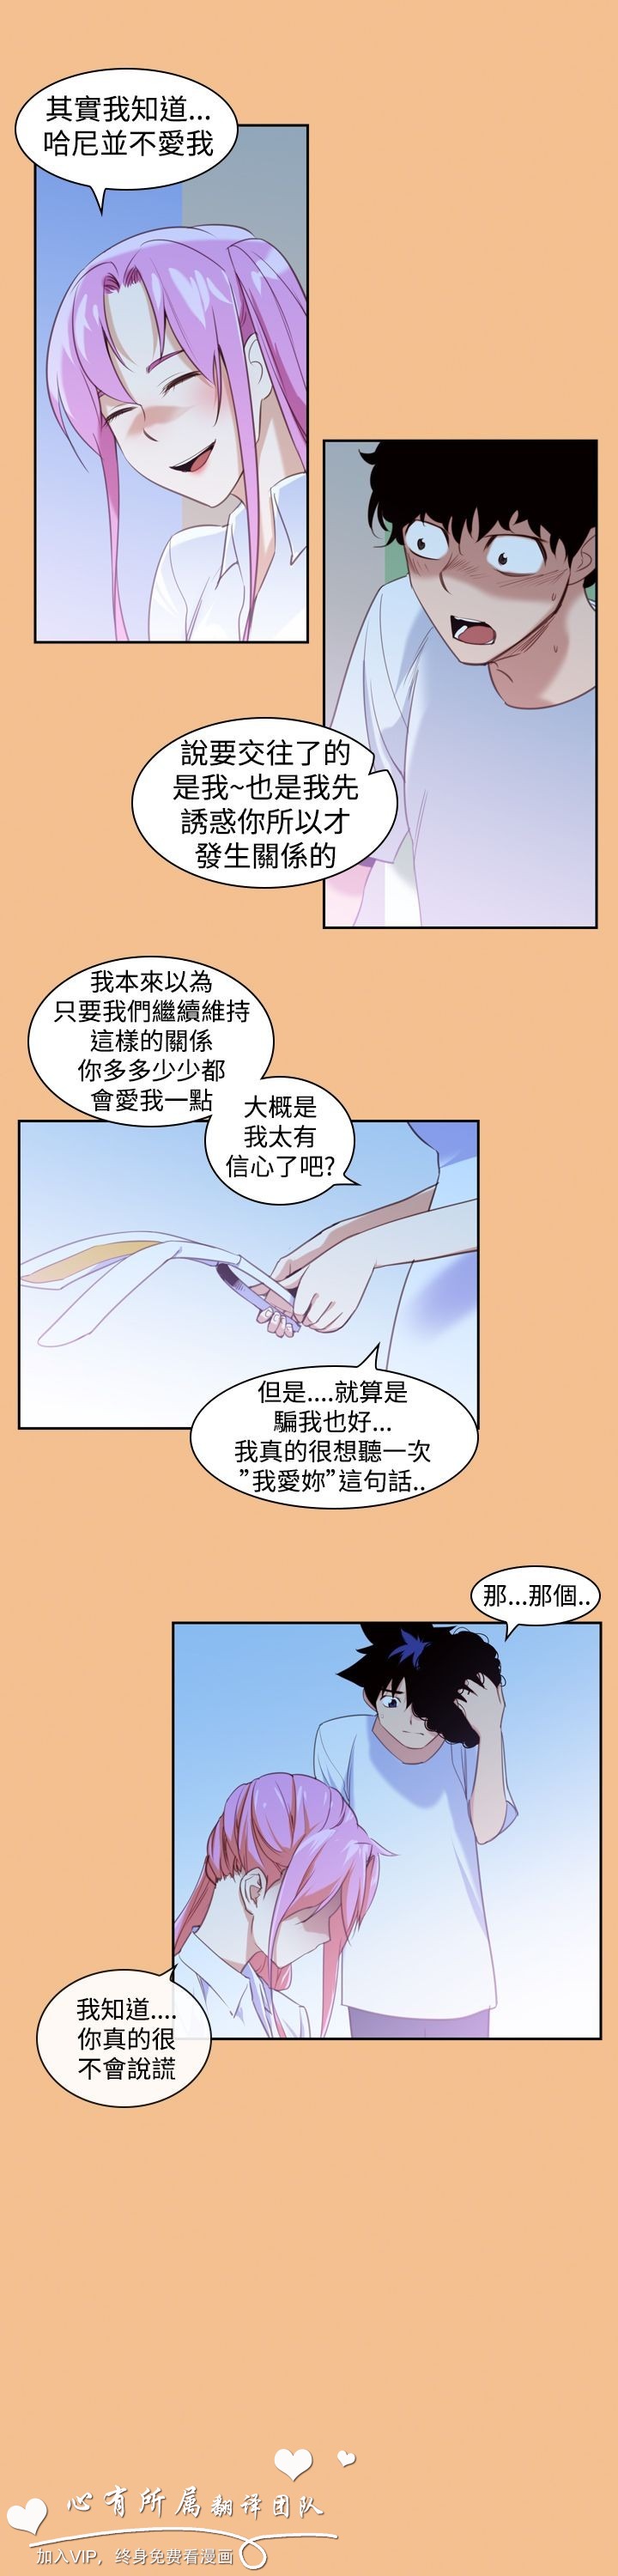 其實我知道...
哈尼並不愛我
說要交往了的
是我~也是我先
誘惑你所以才
發生關係的
我本來以為
只要我們繼續維持
這樣的關係
你多多少少都
會愛我一點
大概是
我太有
信心了吧?
但是....就算是
騙我也好...
我真的很想聽一次
”我愛妳”這句話..
那...那個..
我知道....
你真的很
不會說謊
心有所属翻译团队
加入VIP，终身免费看漫画